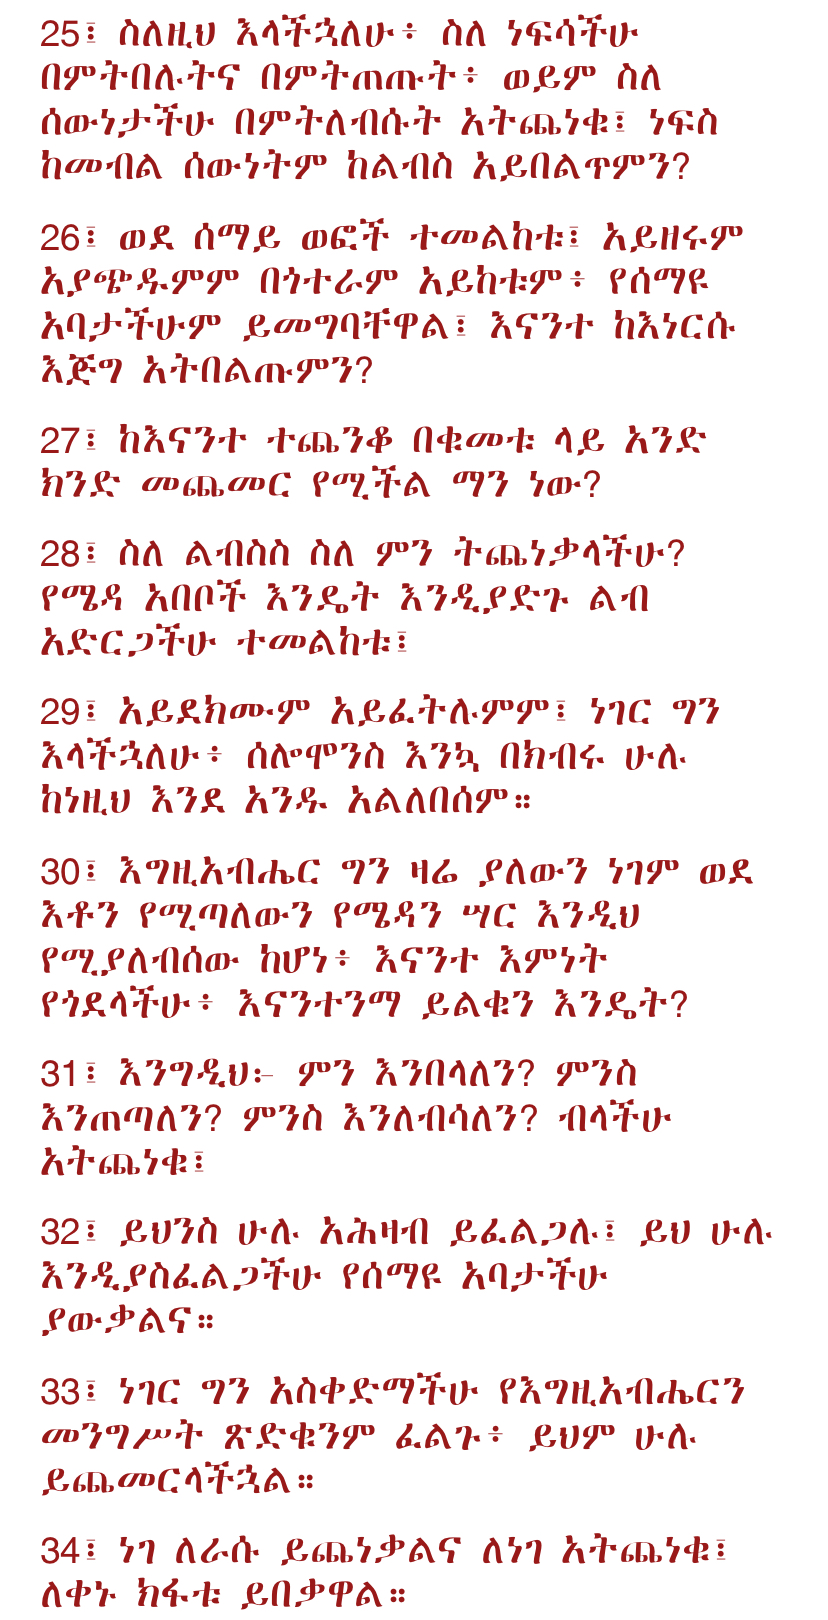 25፤ ስለዚህ እላችኋለሁ፥ ስለ ነፍሳችሁ
በምትበሉትና በምትጠጡት፥ ወይም ስለ
ሰውነታችሁ በምትለብሱት አትጨነቁ፤ ነፍስ
ከመብል ሰውነትም ከልብስ አይበልጥምን?
26፤ ወደ ሰማይ ወፎች ተመልከቱ፤ አይዘሩም
አያጭዱምም በጎተራም አይከቱም፥ የሰማዩ
አባታችሁም ይመግባቸዋል፤ እናንተ ከእነርሱ
እጅግ አትበልጡምን?
27፤ ከእናንተ ተጨንቆ በቁመቱ ላይ አንድ
ክንድ መጨመር የሚችል ማን ነው?
28፤ ስለ ልብስስ ስለ ምን ትጨነቃላችሁ?
የሜዳ አበቦች እንዴት እንዲያድጉ ልብ
አድርጋችሁ ተመልከቱ፤
29፤ አይደክሙም አይፈትሉምም፤ ነገር ግን
እላችኋለሁ፥ ሰሎሞንስ እንኳ በክብሩ ሁሉ
ከነዚህ እንደ አንዱ አልለበሰም።
30፤ እግዚአብሔር ግን ዛሬ ያለውን ነገም ወደ
እቶን የሚጣለውን የሜዳን ሣር እንዲህ
የሚያለብሰው ከሆነ፥ እናንተ እምነት
የጎደላችሁ፥ እናንተንማ ይልቁን እንዴት?
31፤ እንግዲህ፦ ምን እንበላለን? ምንስ
እንጠጣለን? ምንስ እንለብሳለን? ብላችሁ
አትጨነቁ፤
32፤ ይህንስ ሁሉ አሕዛብ ይፈልጋሉ፤ ይህ ሁሉ
እንዲያስፈልጋችሁ የሰማዩ አባታችሁ
ያውቃልና።
33፤ ነገር ግን አስቀድማችሁ የእግዚአብሔርን
መንግሥት ጽድቁንም ፈልጉ፥ ይህም ሁሉ
ይጨመርላችኋል።
34፤ ነገ ለራሱ ይጨነቃልና ለነገ አትጨነቁ፤
ለቀኑ ክፋቱ ይበቃዋል።